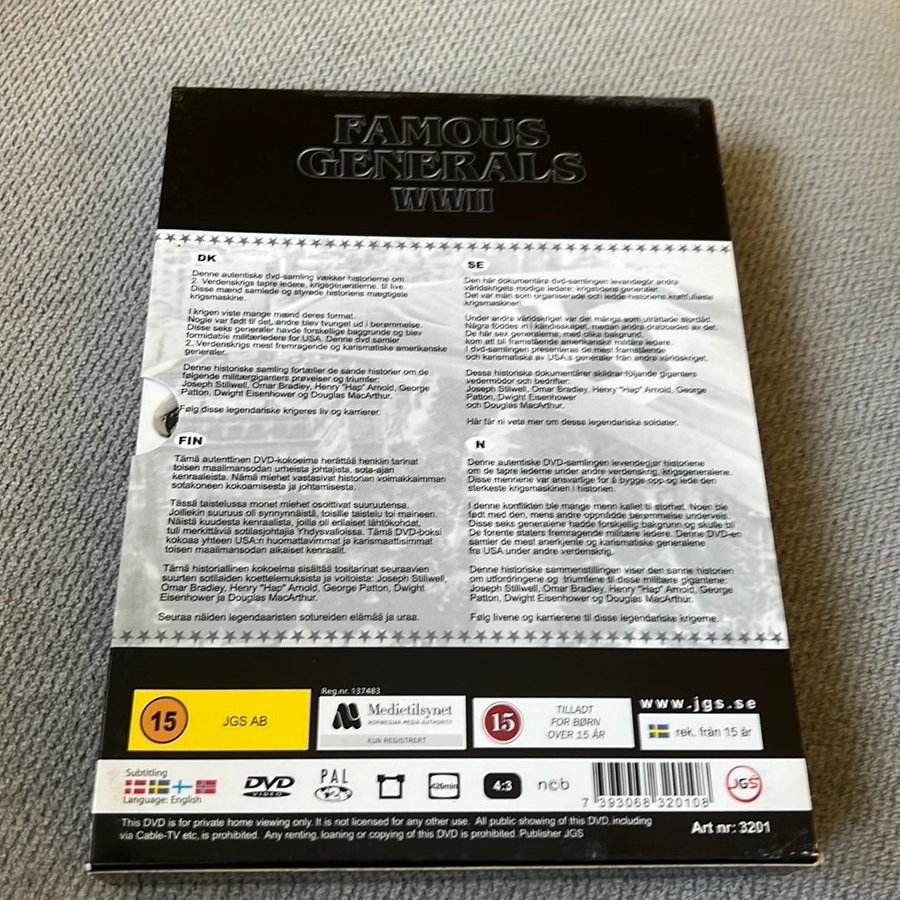 FAMOUS
GENERALS
WWII
DK
Denne autentiske dvd-samling vækker historierne om
2. Verdenskrigs tapre ledere, krigsgeneralerne, til live.
Disse mænd samlede og styrede historiens mægtigste
krigsmaskine.
I krigen viste mange mænd deres format.
Nogle var født til det, andre blev tvunget ud i berømmelse.
Disse seks generaler havde forskellige baggrunde og blev
formidable militærledere for USA. Denne dvd samler
2. Verdenskrigs mest fremragende og karismatiske amerikanske
generaler.
Denne historiske samling fortæller de sande historier om de
følgende militærgiganters prøvelser og triumfer:
Joseph Stillwell, Omar Bradley, Henry "Hap" Arnold, George
Patton, Dwight Eisenhower og Douglas MacArthur.
Følg disse legendariske krigeres liv og karrierer.
SE
Den här dokumentära dvd-samlingen levandegör andra
världskrigets modiga ledare: krigstidens generaler.
Det var män som organiserade och ledde historiens kraftfullaste
krigsmaskineri.
Under andra världskriget var det många som uträttade stordåd.
Några föddes in i kändisskapet, medan andra drabbades av det.
De här sex generalerna, med olika bakgrund,
kom att bli framstående amerikanska militära ledare.
I dvd-samlingen presenteras de mest framstående
och karismatiska av USA:s generaler från andra världskriget.
Dessa historiska dokumentärer skildrar följande giganters
vedermödor och bedrifter:
Joseph Stillwell, Omar Bradley, Henry "Hap" Arnold, George
Patton, Dwight Eisenhower
och Douglas MacArthur.
Här får ni veta mer om dessa legendariska soldater.
FIN
Tämä autenttinen DVD-kokoelma herättää henkiin tarinat
toisen maailmansodan urheista johtajista, sota-ajan
kenraaleista. Nämä miehet vastasivat historian voimakkaimman
sotakoneen kokoamisesta ja johtamisesta.
Tässä taistelussa monet miehet osoittivat suuruutensa.
Joillekin suuruus oli synnynnäistä, toisille taistelu toi maineen.
Näistä kuudesta kenraalista, joilla oli erilaiset lähtökohdat,
tuli merkittäviä sotilasjohtajia Yhdysvalloissa. Tämä DVD-boksi
kokoaa yhteen USA:n huomattavimmat ja karismaattisimmat
toisen maailmansodan aikaiset kenraalit.
Tämä historiallinen kokoelma sisältää tositarinat seuraavien
suurten sotilaiden koettelemuksista ja voitoista: Joseph Stillwell,
Omar Bradley, Henry "Hap" Arnold, George Patton, Dwight
Eisenhower ja Douglas MacArthur.
Seuraa näiden legendaaristen sotureiden elämää ja uraa.
N
Denne autentiske DVD-samlingen levendegjør historiene
om de tapre lederne under andre verdenskrig, krigsgeneralene.
Disse mennene var ansvarlige for å bygge opp og lede den
sterkeste krigsmaskinen i historien.
I denne konflikten ble mange menn kallet til storhet. Noen ble
født med den, mens andre oppnådde berømmelse underveis.
Disse seks generalene hadde forskjellig bakgrunn og skulle bli
De forente staters fremragende militære ledere. Denne DVD-en
samler de mest anerkjente og karismatiske generalene
fra USA under andre verdenskrig.
Denne historiske sammenstillingen viser den sanne historien
om utfordringene og triumfene til disse militære gigantene:
Joseph Stillwell, Omar Bradley, Henry "Hap" Arnold, George
Patton, Dwight Eisenhower og Douglas MacArthur.
Følg livene og karrierene til disse legendariske krigerne.
15
JGS AB
Reg.nr. 137483
Medietilsynet
NORWEGIAN MEDIA AUTHORITY
KUN REGISTRERT
15
TILLADT
FOR BØRN
OVER 15 ÅR
www.jgs.se
rek. från 15 år
Subtitling
Language: English
DVD
VIDEO
PAL
2
426min
4:3
ncb
7 393068 320108
JGS
This DVD is for private home viewing only. It is not licensed for any other use. All public showing of this DVD, including
via Cable-TV etc, is prohibited. Any renting, loaning or copying of this DVD is prohibited. Publisher JGS
Art nr: 3201